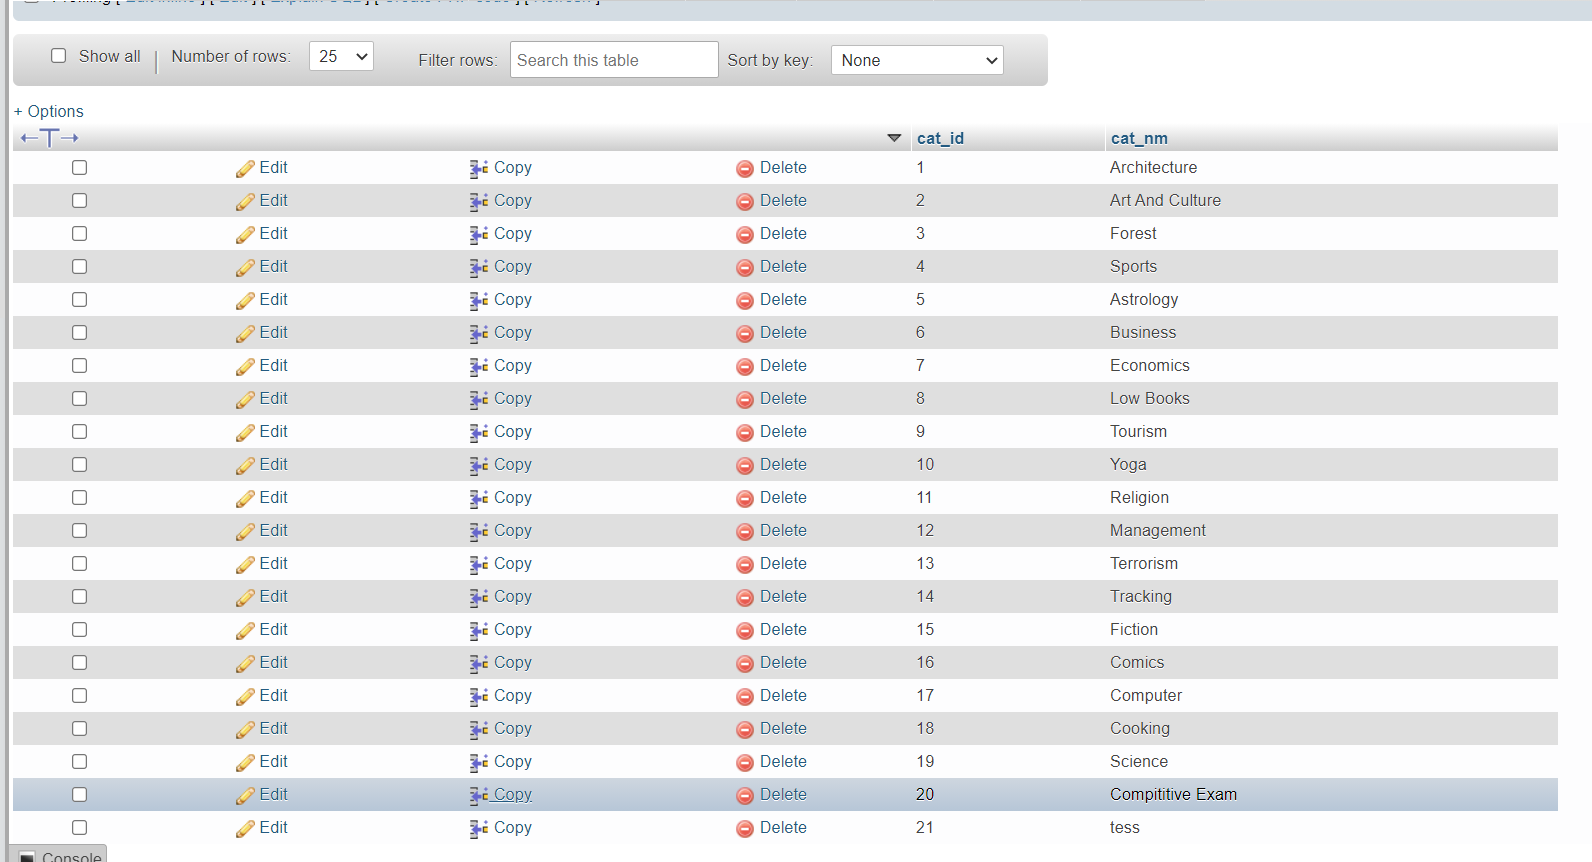 Show all
Number of rows: 25
Filter rows: Search this table
Sort by key: None
+ Options
cat_id cat_nm
Edit Copy Delete 1 Architecture
Edit Copy Delete 2 Art And Culture
Edit Copy Delete 3 Forest
Edit Copy Delete 4 Sports
Edit Copy Delete 5 Astrology
Edit Copy Delete 6 Business
Edit Copy Delete 7 Economics
Edit Copy Delete 8 Low Books
Edit Copy Delete 9 Tourism
Edit Copy Delete 10 Yoga
Edit Copy Delete 11 Religion
Edit Copy Delete 12 Management
Edit Copy Delete 13 Terrorism
Edit Copy Delete 14 Tracking
Edit Copy Delete 15 Fiction
Edit Copy Delete 16 Comics
Edit Copy Delete 17 Computer
Edit Copy Delete 18 Cooking
Edit Copy Delete 19 Science
Edit Copy Delete 20 Compititive Exam
Edit Copy Delete 21 tess
Console